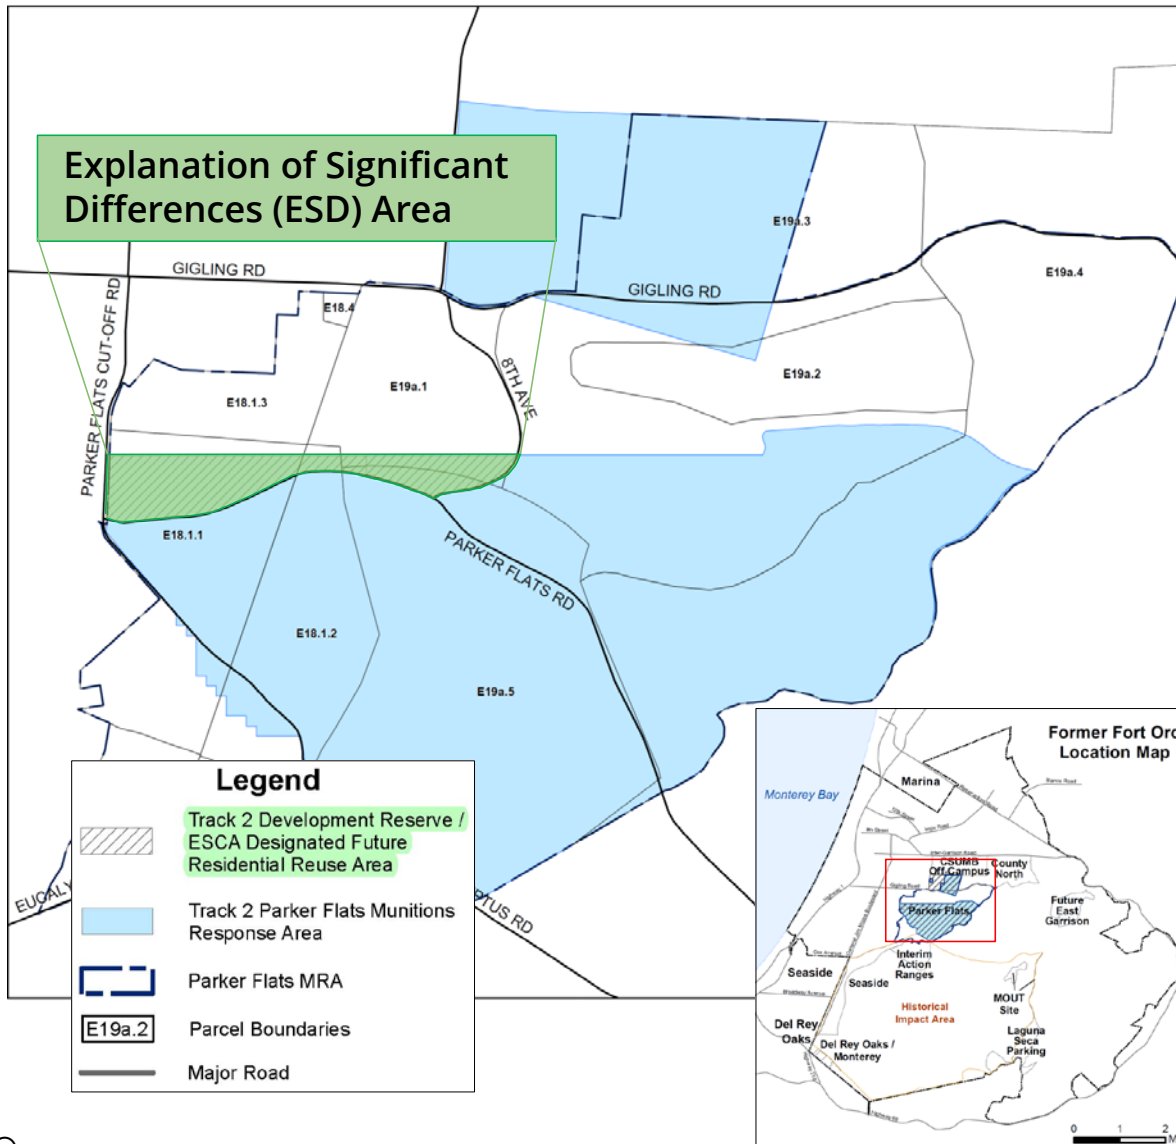 Explanation of Significant
Differences (ESD) Area
GIGLING RD
GIGLING RD
PARKER FLATS CUT-OFF RD
8TH AVE
PARKER FLATS RD
E19a.3
E19a.4
E18.4
E19a.1
E19a.2
E18.1.3
E18.1.1
E18.1.2
E19a.5
EUCALY
PTUS RD
Legend
Track 2 Development Reserve /
ESCA Designated Future
Residential Reuse Area
Track 2 Parker Flats Munitions
Response Area
Parker Flats MRA
E19a.2
Parcel Boundaries
Major Road
Former Fort Ord
Location Map
Monterey Bay
Marina
CSUMB
Off Campus
County
North
Parker Flats
Future
East
Garrison
Interim
Action
Ranges
Seaside
Seaside
Historical
Impact Area
MOUT
Site
Del Rey
Oaks
Del Rey Oaks /
Monterey
Laguna
Seca
Parking
0 1 2